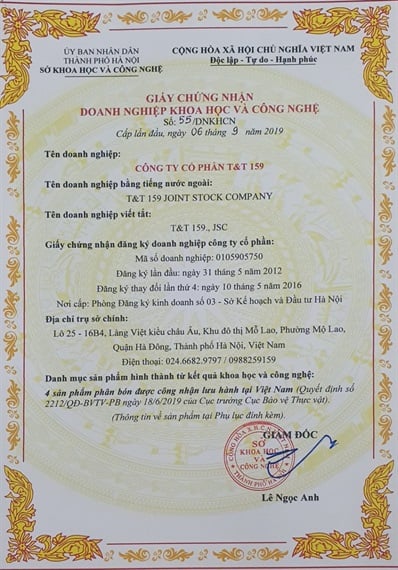 ỦY BAN NHÂN DÂN
THÀNH PHỐ HÀ NỘI
SỞ KHOA HỌC VÀ CÔNG NGHỆ
CỘNG HÒA XÃ HỘI CHỦ NGHĨA VIỆT NAM
Độc lập - Tự do - Hạnh phúc
GIẤY CHỨNG NHẬN
DOANH NGHIỆP KHOA HỌC VÀ CÔNG NGHỆ
Số: 55/DNKHCN
Cấp lần đầu, ngày 06 tháng 9 năm 2019
Tên doanh nghiệp:
CÔNG TY CỔ PHẦN T&T 159
Tên doanh nghiệp bằng tiếng nước ngoài:
T&T 159 JOINT STOCK COMPANY
Tên doanh nghiệp viết tắt:
T&T 159., JSC
Giấy chứng nhận đăng ký doanh nghiệp công ty cổ phần:
Mã số doanh nghiệp: 0105905750
Đăng ký lần đầu: ngày 31 tháng 5 năm 2012
Đăng ký thay đổi lần thứ 4: ngày 10 tháng 5 năm 2016
Nơi cấp: Phòng Đăng ký kinh doanh số 03 - Sở Kế hoạch và Đầu tư Hà Nội
Địa chỉ trụ sở chính:
Lô 25 - 16B4, Làng Việt kiều châu Âu, Khu đô thị Mỗ Lao, Phường Mộ Lao,
Quận Hà Đông, Thành phố Hà Nội, Việt Nam
Điện thoại: 024.6682.9797 / 0988259159
Danh mục sản phẩm hình thành từ kết quả khoa học và công nghệ:
4 sản phẩm phân bón được công nhận lưu hành tại Việt Nam (Quyết định số
2212/QĐ-BVTV-PB ngày 18/6/2019 của Cục trưởng Cục Bảo vệ Thực vật).
(Thông tin về sản phẩm tại Phụ lục đính kèm).
GIÁM ĐỐC
SỞ
KHOA HỌC
VÀ
CÔNG NGHỆ
THÀNH PHỐ HÀ NỘI
Lê Ngọc Anh